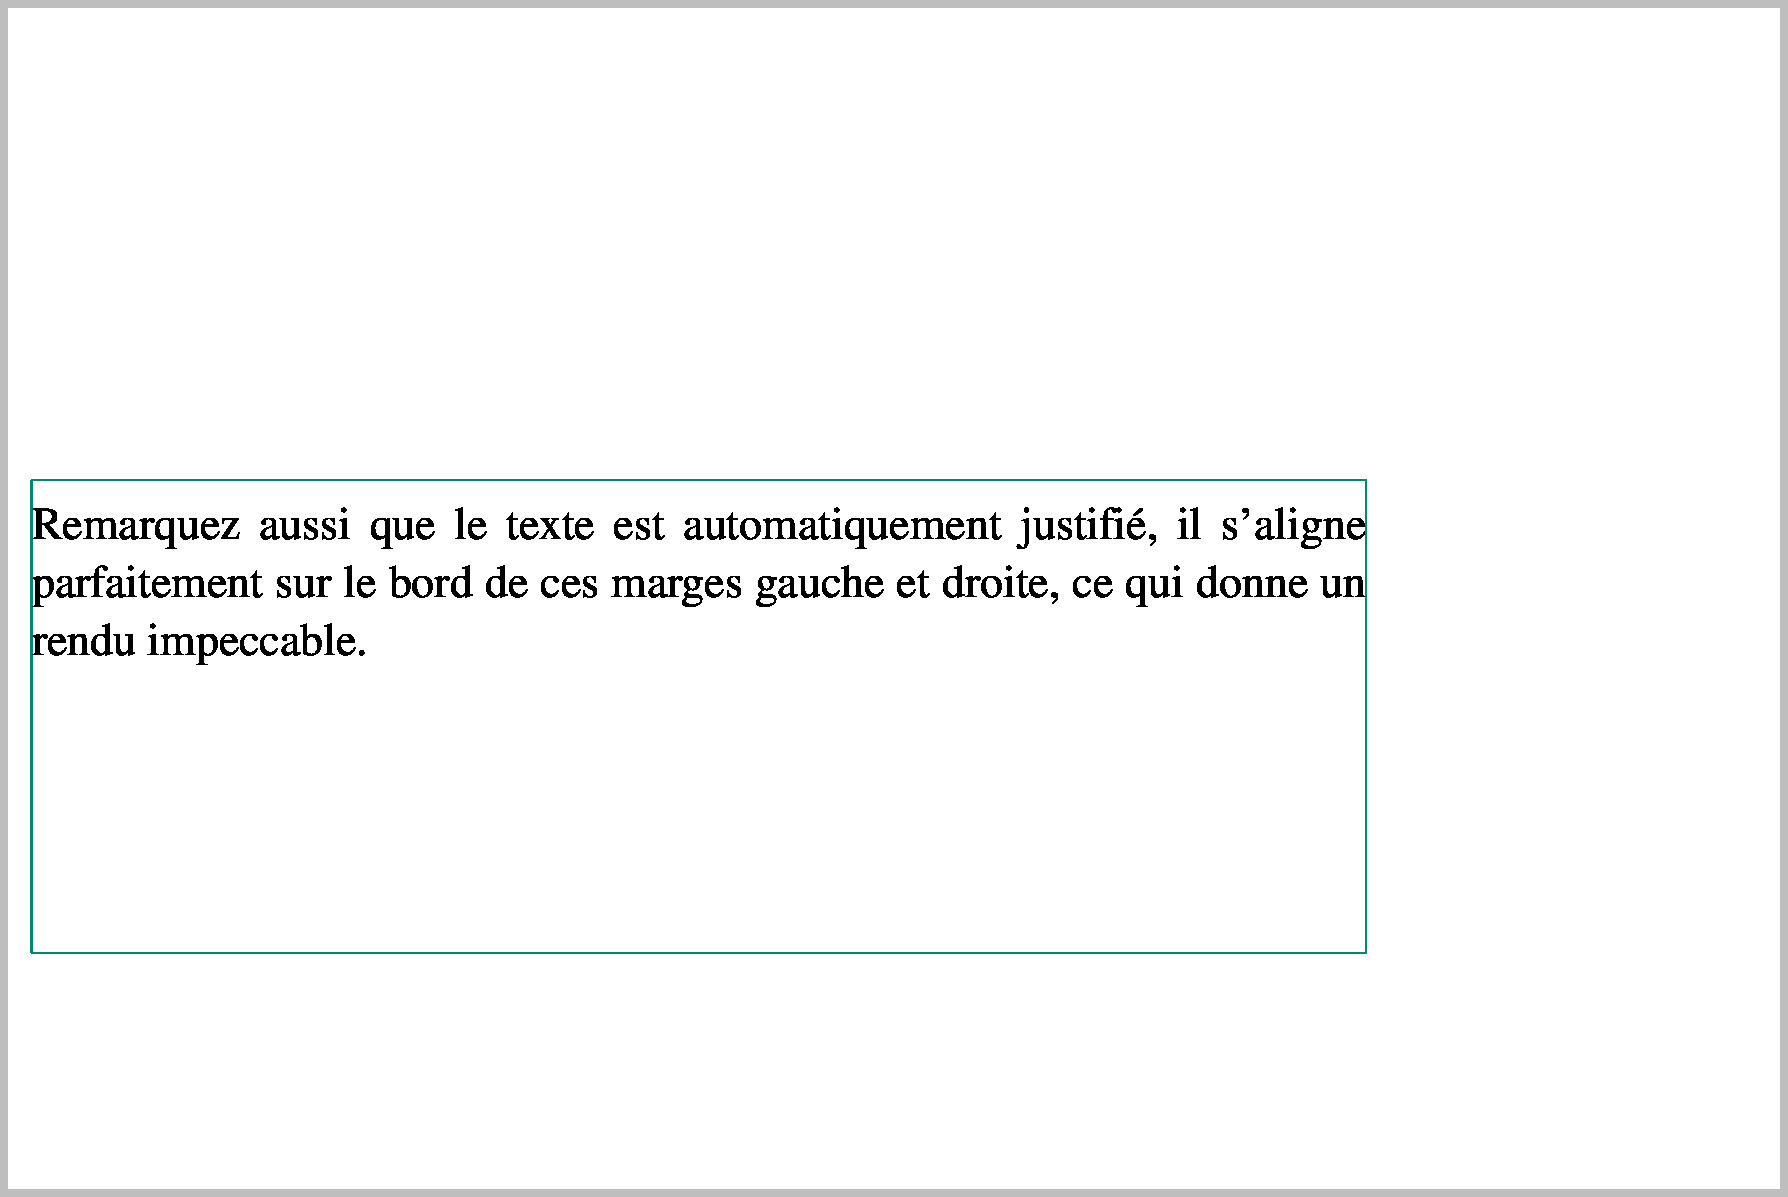 Remarquez aussi que le texte est automatiquement justifié, il s’aligne
parfaitement sur le bord de ces marges gauche et droite, ce qui donne un
rendu impeccable.